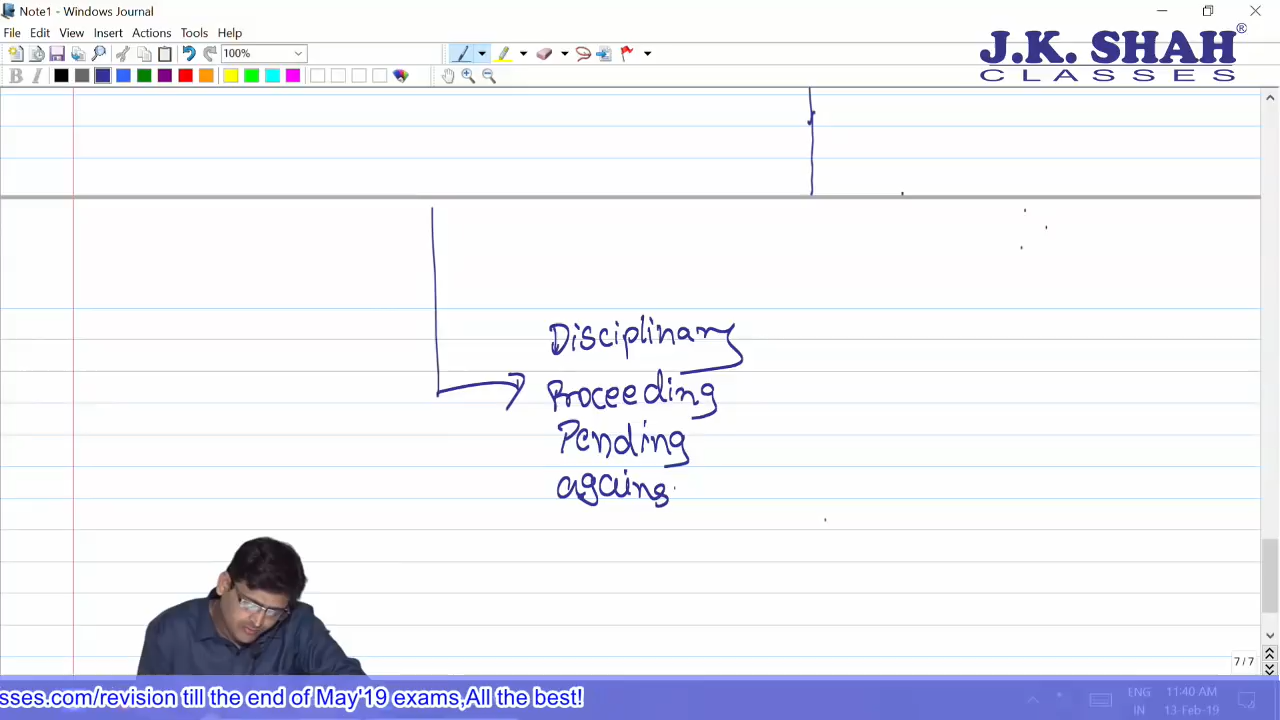 Note1 - Windows Journal
File Edit View Insert Actions Tools Help
100%
J.K. SHAH®
CLASSES
Disciplinary
Proceeding
Pending
agains
7/7
sses.com/revision till the end of May'19 exams,All the best!
ENG 11:40 AM
IN 13-Feb-19